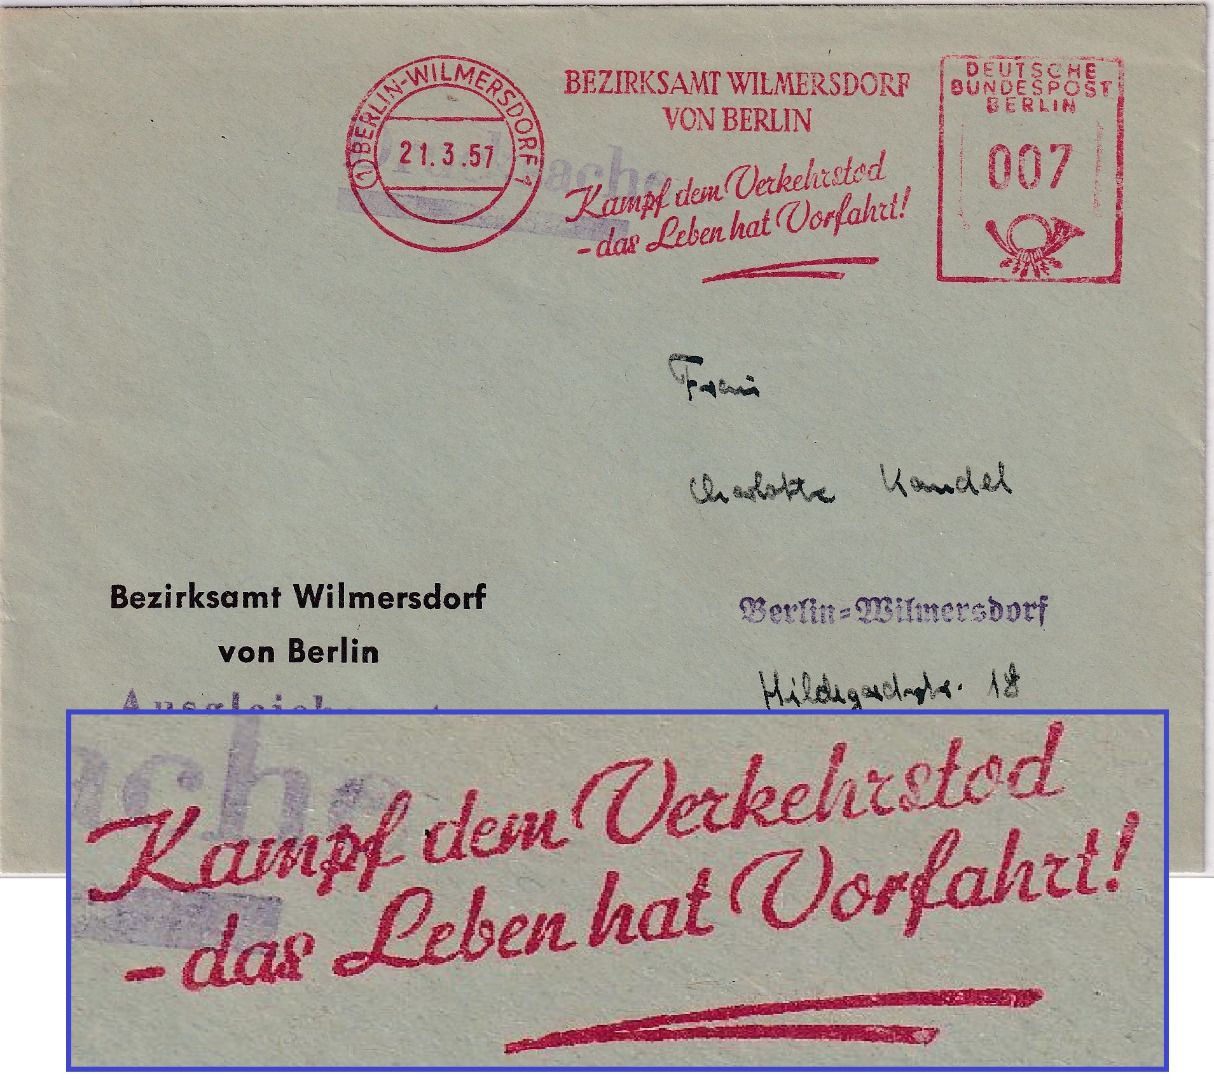 BERLIN-WILMERSDORF 1
1
21.3.57
BEZIRKSAMT WILMERSDORF
VON BERLIN
Kampf dem Verkehrstod
- das Leben hat Vorfahrt!
DEUTSCHE
BUNDESPOST
BERLIN
007
Drucksache
Frau
Charlotte Kandel
Berlin-Wilmersdorf
Hildegardstr. 18
Bezirksamt Wilmersdorf
von Berlin
ache
Kampf dem Verkehrstod
- das Leben hat Vorfahrt!